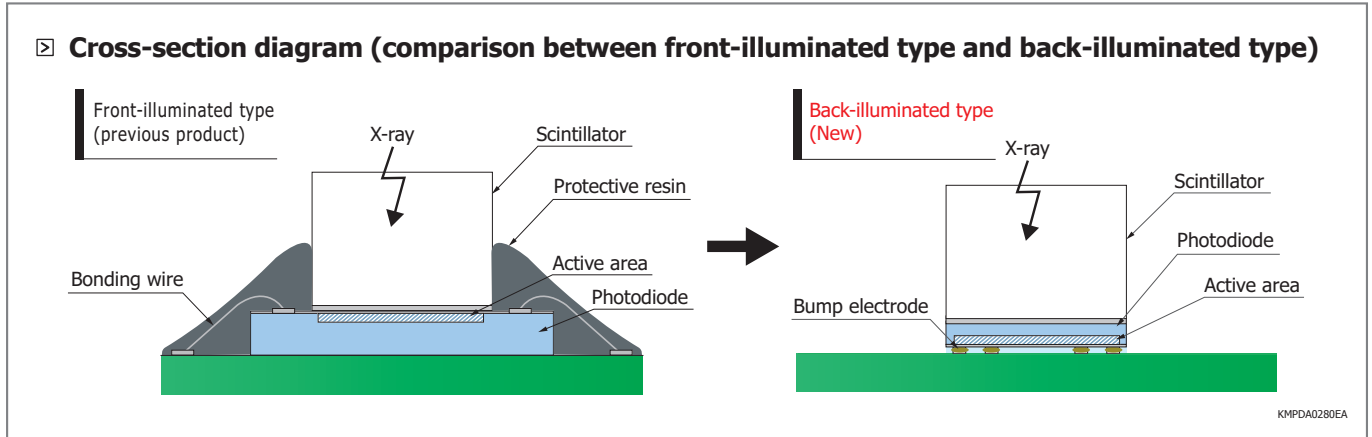 Cross-section diagram (comparison between front-illuminated type and back-illuminated type)
Front-illuminated type
(previous product)
X-ray
Scintillator
Protective resin
Bonding wire
Active area
Photodiode
Back-illuminated type
(New)
X-ray
Scintillator
Photodiode
Active area
Bump electrode
KMPDA0280EA